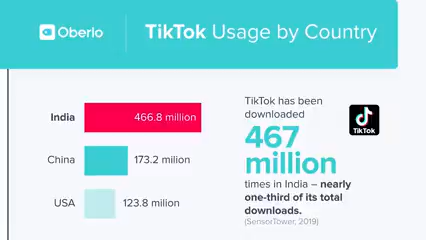 Oberlo
TikTok Usage by Country
India
466.8 million
China
173.2 milion
USA
123.8 milion
TikTok has been
downloaded
467
million
times in India – nearly
one-third of its total
downloads.
(SensorTower, 2019)
TikTok